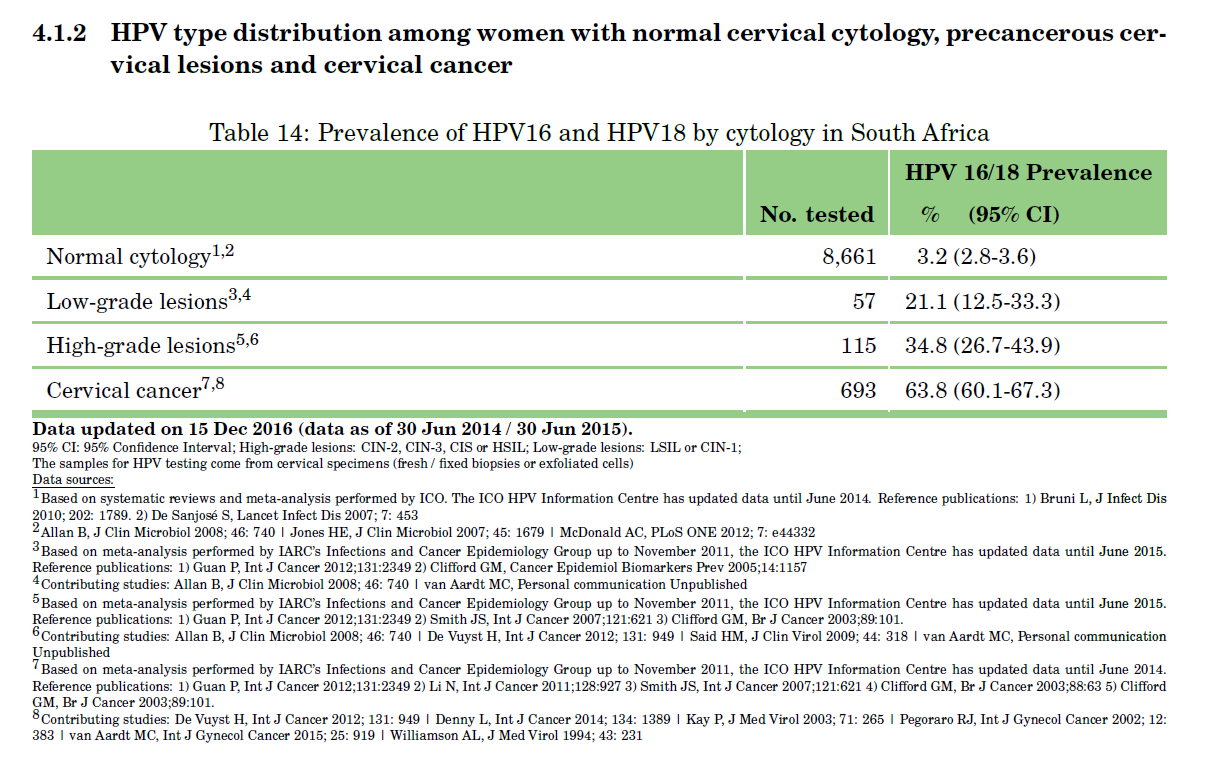 4.1.2 HPV type distribution among women with normal cervical cytology, precancerous cer-
vical lesions and cervical cancer
Table 14: Prevalence of HPV16 and HPV18 by cytology in South Africa
HPV 16/18 Prevalence
No. tested % (95% CI)
Normal cytology1,2 8,661 3.2 (2.8-3.6)
Low-grade lesions3,4 57 21.1 (12.5-33.3)
High-grade lesions5,6 115 34.8 (26.7-43.9)
Cervical cancer7,8 693 63.8 (60.1-67.3)
Data updated on 15 Dec 2016 (data as of 30 Jun 2014 / 30 Jun 2015).
95% CI: 95% Confidence Interval; High-grade lesions: CIN-2, CIN-3, CIS or HSIL; Low-grade lesions: LSIL or CIN-1;
The samples for HPV testing come from cervical specimens (fresh / fixed biopsies or exfoliated cells)
Data sources:
1 Based on systematic reviews and meta-analysis performed by ICO. The ICO HPV Information Centre has updated data until June 2014. Reference publications: 1) Bruni L, J Infect Dis
2010; 202: 1789. 2) De Sanjosé S, Lancet Infect Dis 2007; 7: 453
2 Allan B, J Clin Microbiol 2008; 46: 740 | Jones HE, J Clin Microbiol 2007; 45: 1679 | McDonald AC, PLoS ONE 2012; 7: e44332
3 Based on meta-analysis performed by IARC's Infections and Cancer Epidemiology Group up to November 2011, the ICO HPV Information Centre has updated data until June 2015.
Reference publications: 1) Guan P, Int J Cancer 2012;131:2349 2) Clifford GM, Cancer Epidemiol Biomarkers Prev 2005;14:1157
4 Contributing studies: Allan B, J Clin Microbiol 2008; 46: 740 | van Aardt MC, Personal communication Unpublished
5 Based on meta-analysis performed by IARC's Infections and Cancer Epidemiology Group up to November 2011, the ICO HPV Information Centre has updated data until June 2015.
Reference publications: 1) Guan P, Int J Cancer 2012;131:2349 2) Smith JS, Int J Cancer 2007;121:621 3) Clifford GM, Br J Cancer 2003;89:101.
6 Contributing studies: Allan B, J Clin Microbiol 2008; 46: 740 | De Vuyst H, Int J Cancer 2012; 131: 949 | Said HM, J Clin Virol 2009; 44: 318 | van Aardt MC, Personal communication
Unpublished
7 Based on meta-analysis performed by IARC's Infections and Cancer Epidemiology Group up to November 2011, the ICO HPV Information Centre has updated data until June 2014.
Reference publications: 1) Guan P, Int J Cancer 2012;131:2349 2) Li N, Int J Cancer 2011;128:927 3) Smith JS, Int J Cancer 2007;121:621 4) Clifford GM, Br J Cancer 2003;88:63 5) Clifford
GM, Br J Cancer 2003;89:101.
8 Contributing studies: De Vuyst H, Int J Cancer 2012; 131: 949 | Denny L, Int J Cancer 2014; 134: 1389 | Kay P, J Med Virol 2003; 71: 265 | Pegoraro RJ, Int J Gynecol Cancer 2002; 12:
383 | van Aardt MC, Int J Gynecol Cancer 2015; 25: 919 | Williamson AL, J Med Virol 1994; 43: 231